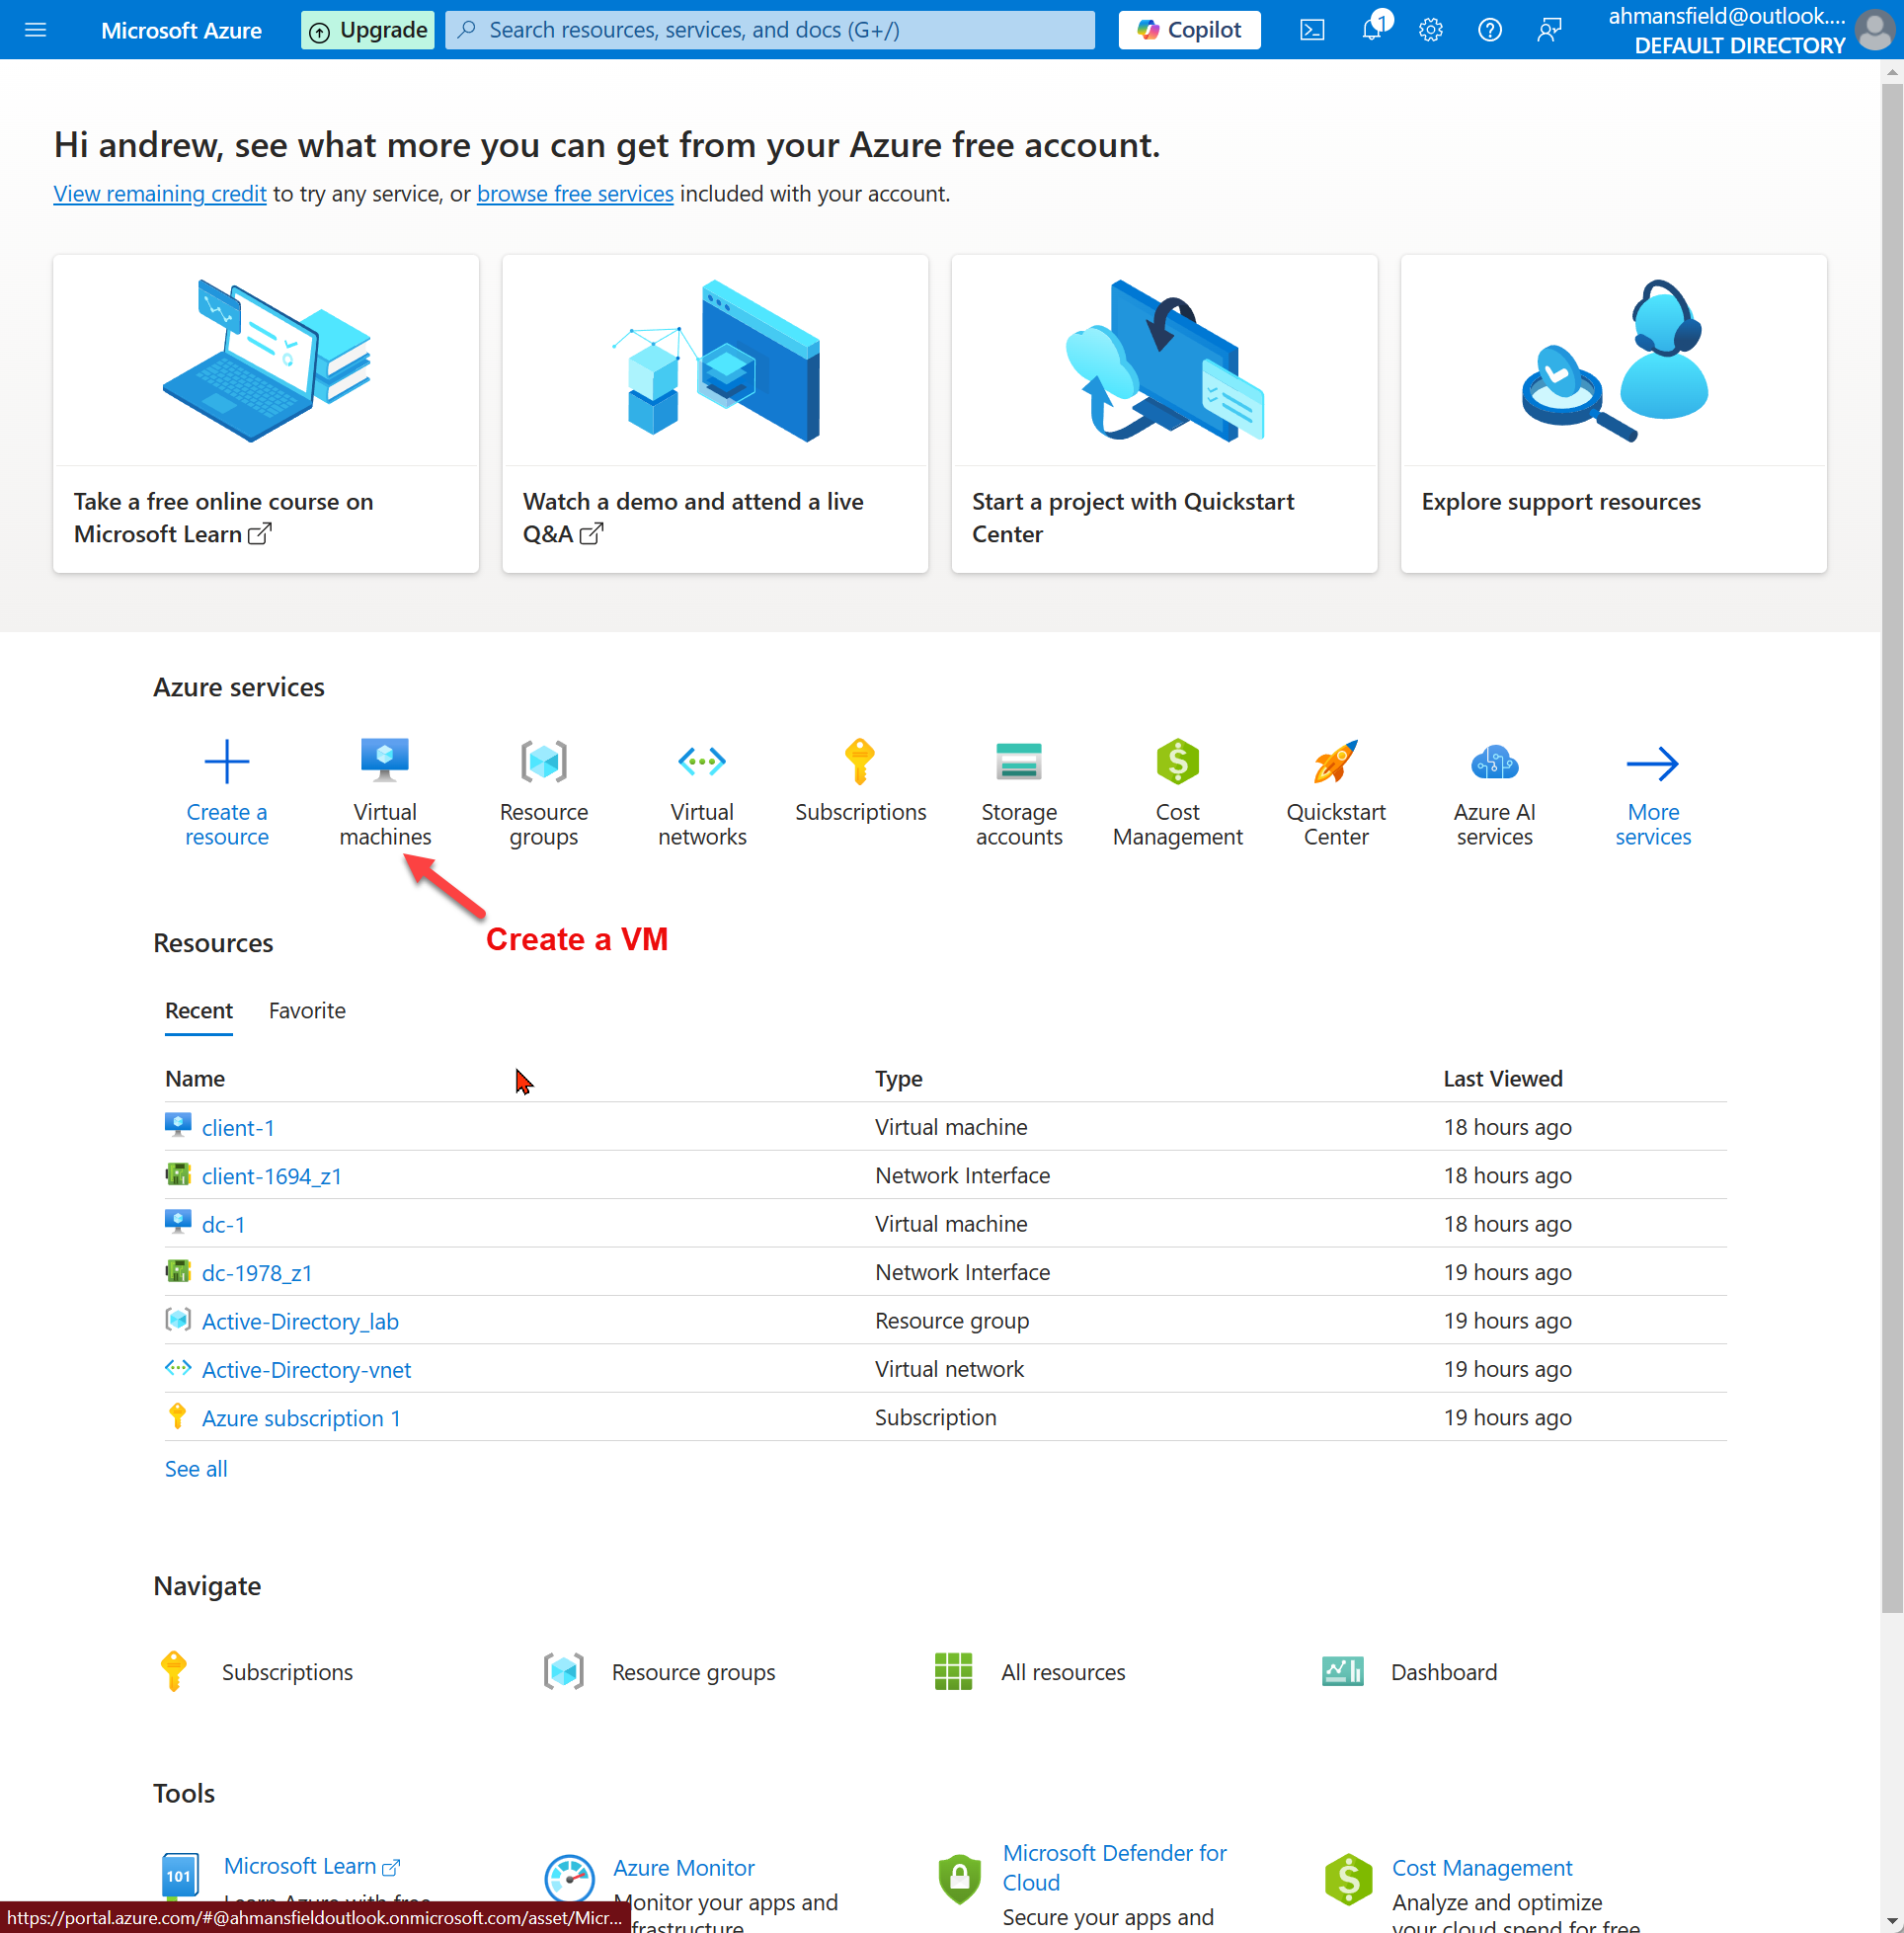 Microsoft Azure
Upgrade
Search resources, services, and docs (G+/)
Copilot
1
ahmansfield@outlook....
DEFAULT DIRECTORY
Hi andrew, see what more you can get from your Azure free account.
View remaining credit to try any service, or browse free services included with your account.
Take a free online course on
Microsoft Learn
Watch a demo and attend a live
Q&A
Start a project with Quickstart
Center
Explore support resources
Azure services
Create a
resource
Virtual
machines
Resource
groups
Virtual
networks
Subscriptions
Storage
accounts
Cost
Management
Quickstart
Center
Azure AI
services
More
services
Create a VM
Resources
Recent
Favorite
Name
Type
Last Viewed
client-1
Virtual machine
18 hours ago
client-1694_z1
Network Interface
18 hours ago
dc-1
Virtual machine
18 hours ago
dc-1978_z1
Network Interface
19 hours ago
Active-Directory_lab
Resource group
19 hours ago
Active-Directory-vnet
Virtual network
19 hours ago
Azure subscription 1
Subscription
19 hours ago
See all
Navigate
Subscriptions
Resource groups
All resources
Dashboard
Tools
101
Microsoft Learn
Learn Azure with free
Azure Monitor
Monitor your apps and
frastructure
Microsoft Defender for
Cloud
Secure your apps and
Cost Management
Analyze and optimize
your cloud spend for free
https://portal.azure.com/#@ahmansfieldoutlook.onmicrosoft.com/asset/Micr...